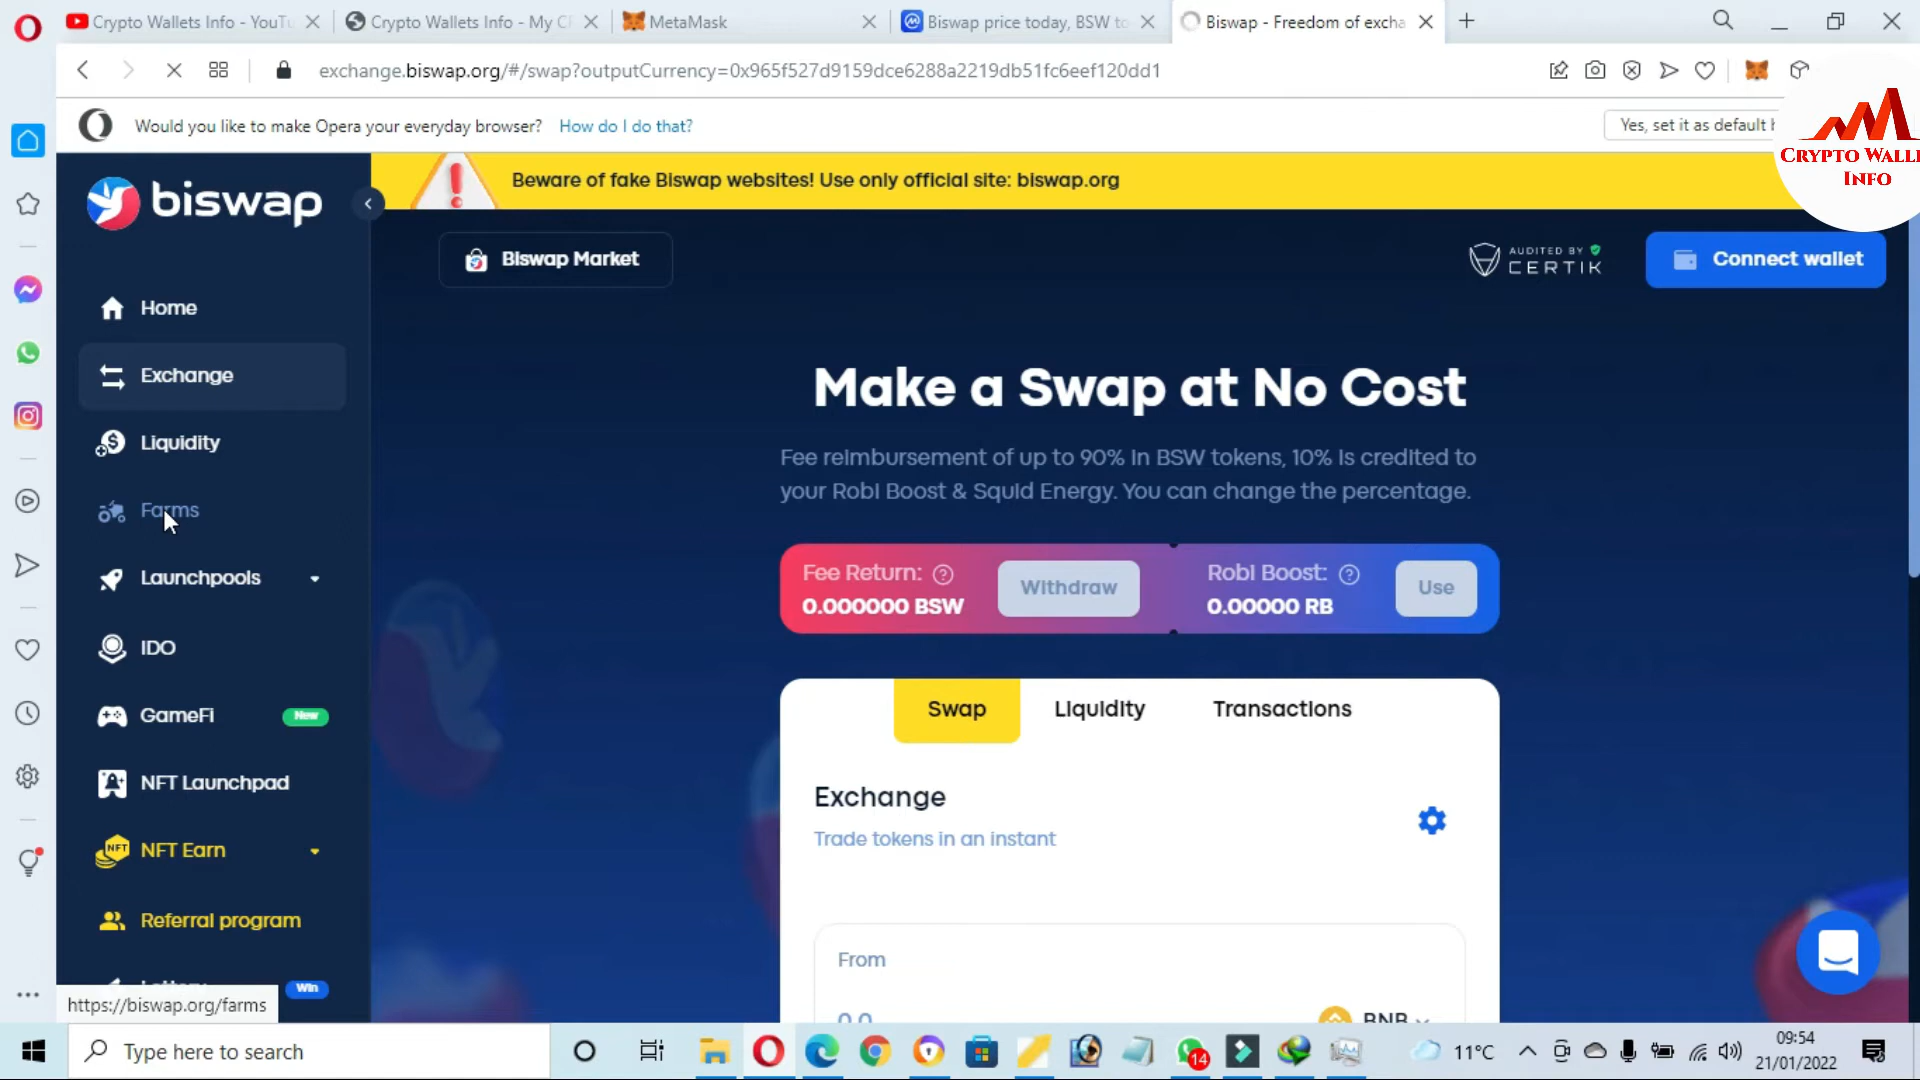 Crypto Wallets Info - YouTu
Crypto Wallets Info - My Cr
MetaMask
Biswap price today, BSW to
Biswap - Freedom of excha
exchange.biswap.org/#/swap?outputCurrency=0x965f527d9159dce6288a2219db51fc6eef120dd1
Would you like to make Opera your everyday browser? How do I do that?
Yes, set it as default b
CRYPTO WALLE
INFO
biswap
Beware of fake Biswap websites! Use only official site: biswap.org
Biswap Market
AUDITED BY
CERTIK
Connect wallet
Home
Exchange
Liquidity
Farms
Launchpools
IDO
GameFi New
NFT Launchpad
NFT Earn
Referral program
Lottery Win
https://biswap.org/farms
Make a Swap at No Cost
Fee reimbursement of up to 90% in BSW tokens, 10% is credited to
your Robi Boost & Squid Energy. You can change the percentage.
Fee Return: ?
0.000000 BSW
Withdraw
Robi Boost: ?
0.00000 RB
Use
Swap Liquidity Transactions
Exchange
Trade tokens in an instant
From
0.0 BNB
NFT
Type here to search
14
11°C
09:54
21/01/2022